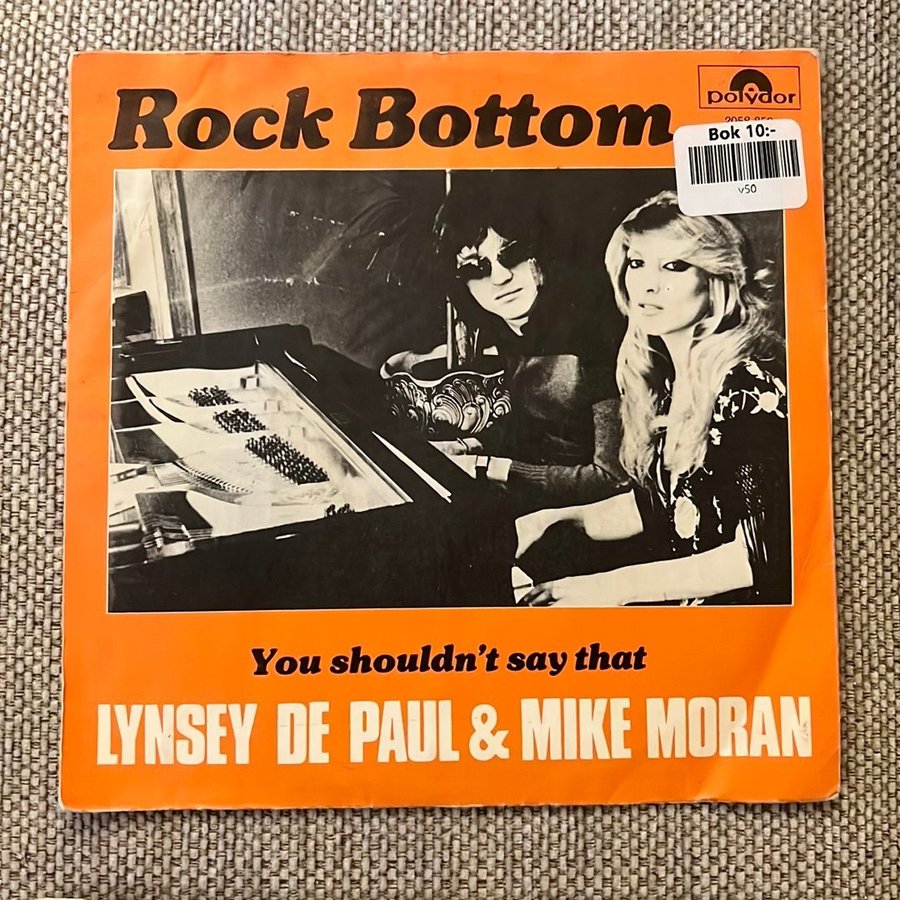 Rock Bottom
polydor
Bok 10:-
v50
You shouldn't say that
LYNSEY DE PAUL & MIKE MORAN